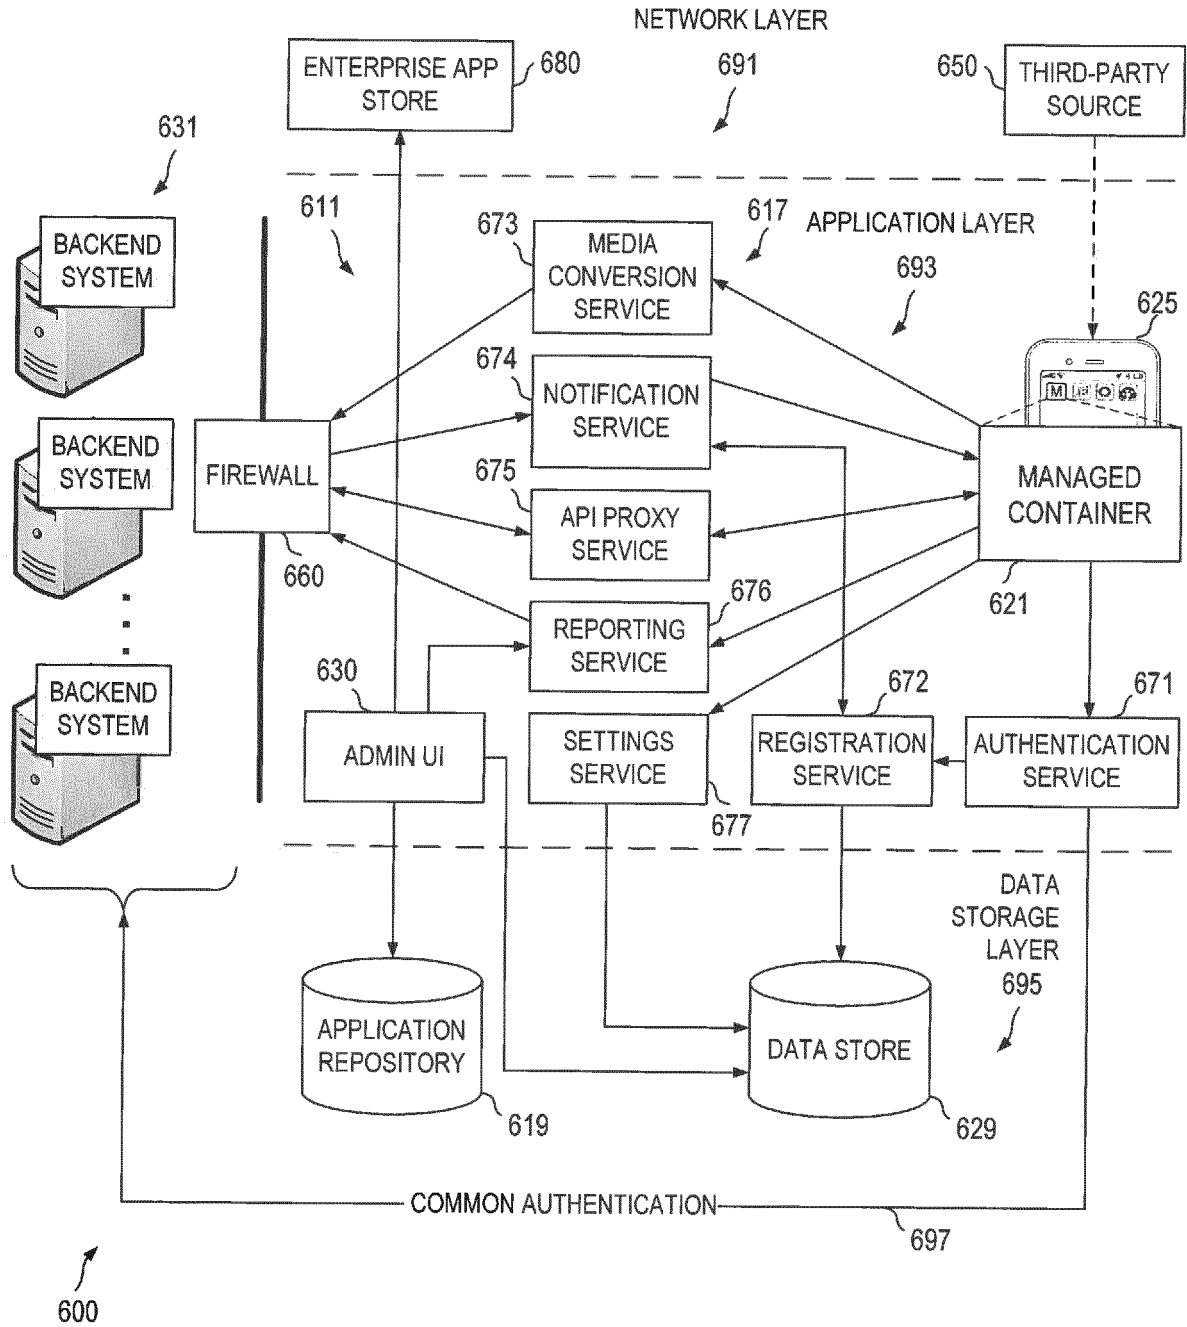 NETWORK LAYER
691
ENTERPRISE APP
STORE
680
650
THIRD-PARTY
SOURCE
631
611
673
MEDIA
CONVERSION
SERVICE
617
APPLICATION LAYER
693
BACKEND
SYSTEM
625
M
674
NOTIFICATION
SERVICE
BACKEND
SYSTEM
FIREWALL
660
675
API PROXY
SERVICE
MANAGED
CONTAINER
621
676
REPORTING
SERVICE
BACKEND
SYSTEM
630
ADMIN UI
SETTINGS
SERVICE
677
672
REGISTRATION
SERVICE
671
AUTHENTICATION
SERVICE
DATA
STORAGE
LAYER
695
APPLICATION
REPOSITORY
619
DATA STORE
629
COMMON AUTHENTICATION
697
600